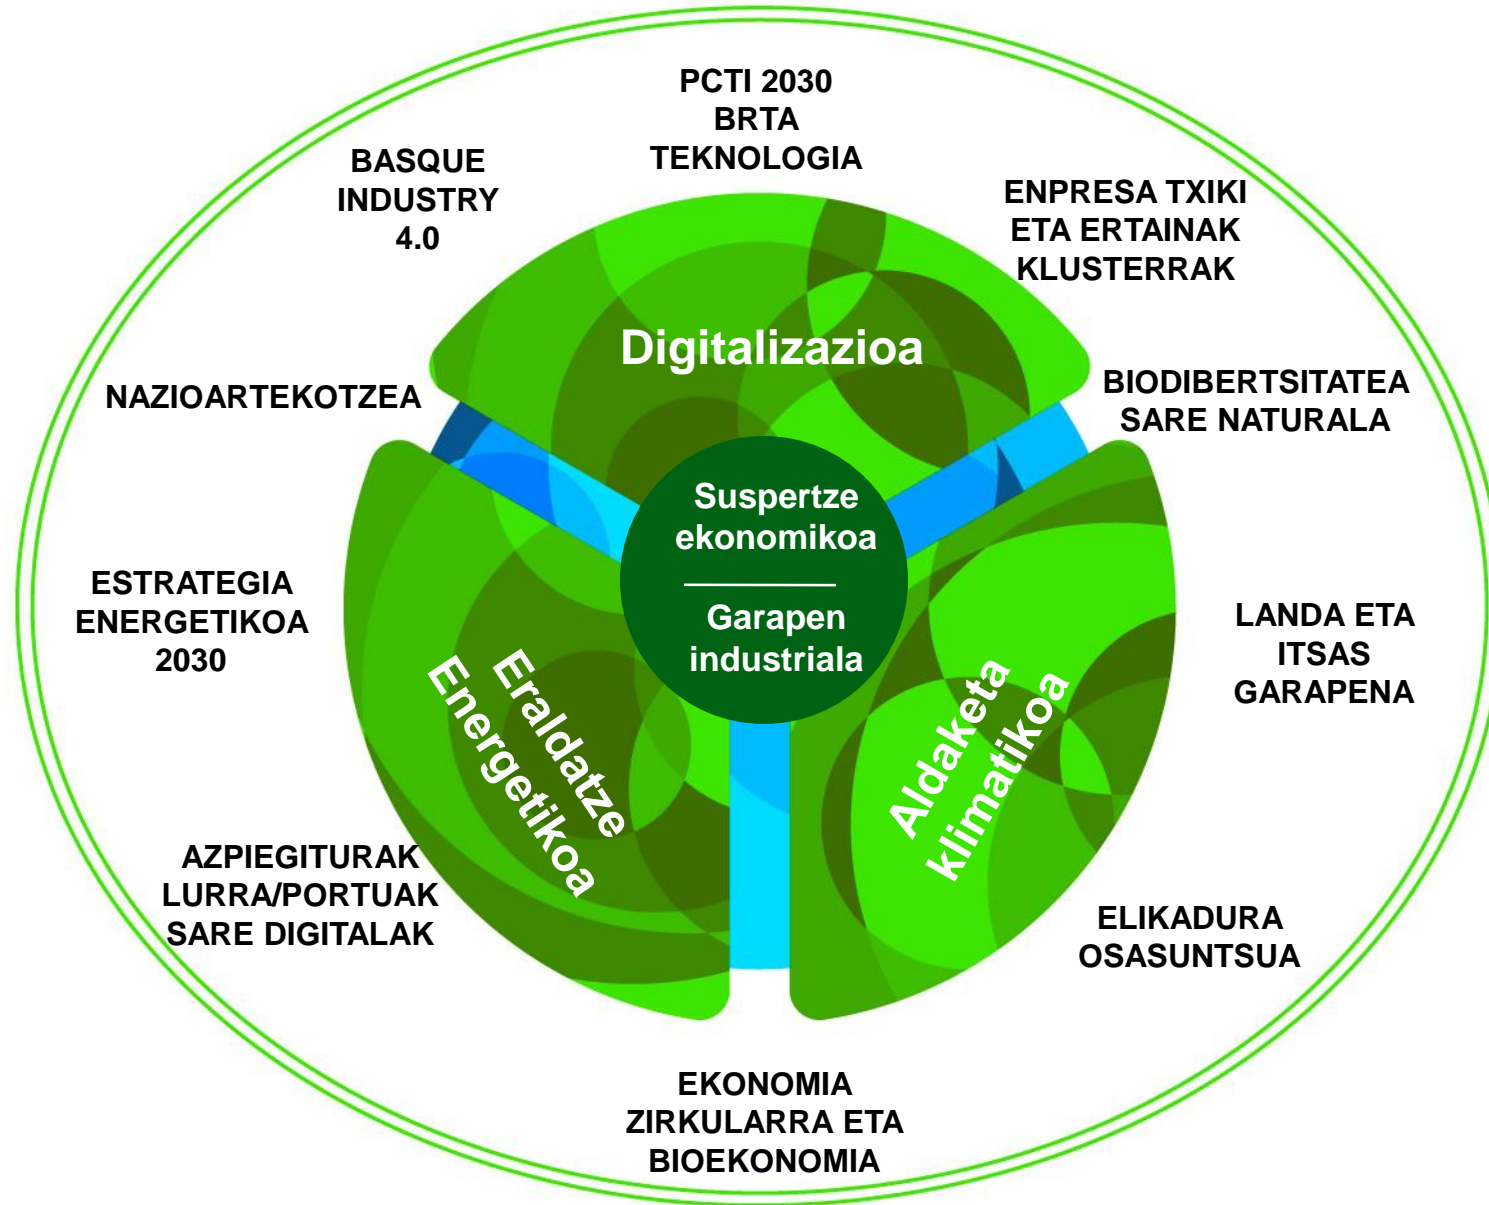 PCTI 2030
BRTA
TEKNOLOGIA
BASQUE
INDUSTRY
4.0
ENPRESA TXIKI
ETA ERTAINAK
KLUSTERRAK
Digitalizazioa
NAZIOARTEKOTZEA
BIODIBERTSITATEA
SARE NATURALA
Suspertze
ekonomikoa
Garapen
industriala
ESTRATEGIA
ENERGETIKOA
2030
LANDA ETA
ITSAS
GARAPENA
Eraldatze
Energetikoa
Aldaketa
klimatikoa
AZPIEGITURAK
LURRA/PORTUAK
SARE DIGITALAK
ELIKADURA
OSASUNTSUA
EKONOMIA
ZIRKULARRA ETA
BIOEKONOMIA